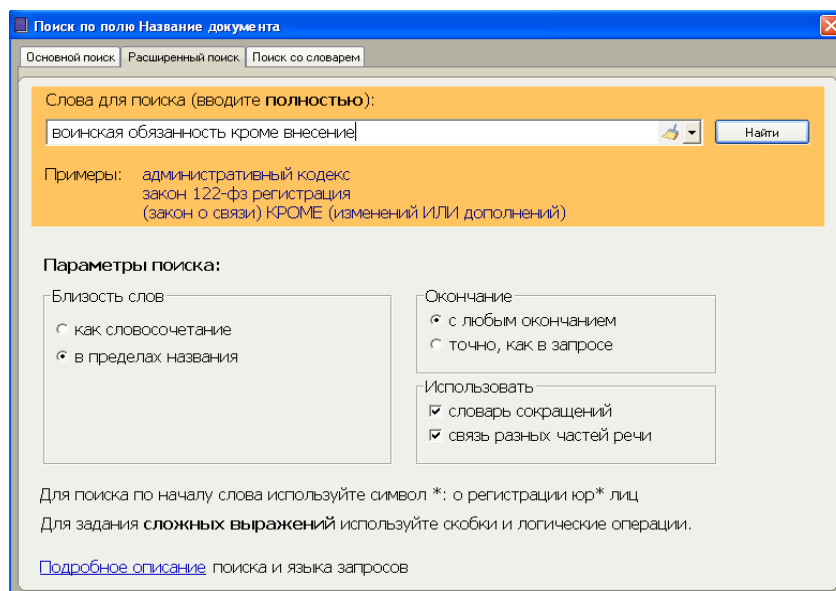 Поиск по полю Название документа
Основной поиск Расширенный поиск Поиск со словарем
Слова для поиска (вводите полностью):
воинская обязанность кроме внесение
Найти
Примеры: административный кодекс
закон 122-фз регистрация
(закон о связи) КРОМЕ (изменений ИЛИ дополнений)
Параметры поиска:
Близость слов
как словосочетание
в пределах названия
Окончание
с любым окончанием
точно, как в запросе
Использовать
словарь сокращений
связь разных частей речи
Для поиска по началу слова используйте символ *: о регистрации юр* лиц
Для задания сложных выражений используйте скобки и логические операции.
Подробное описание поиска и языка запросов